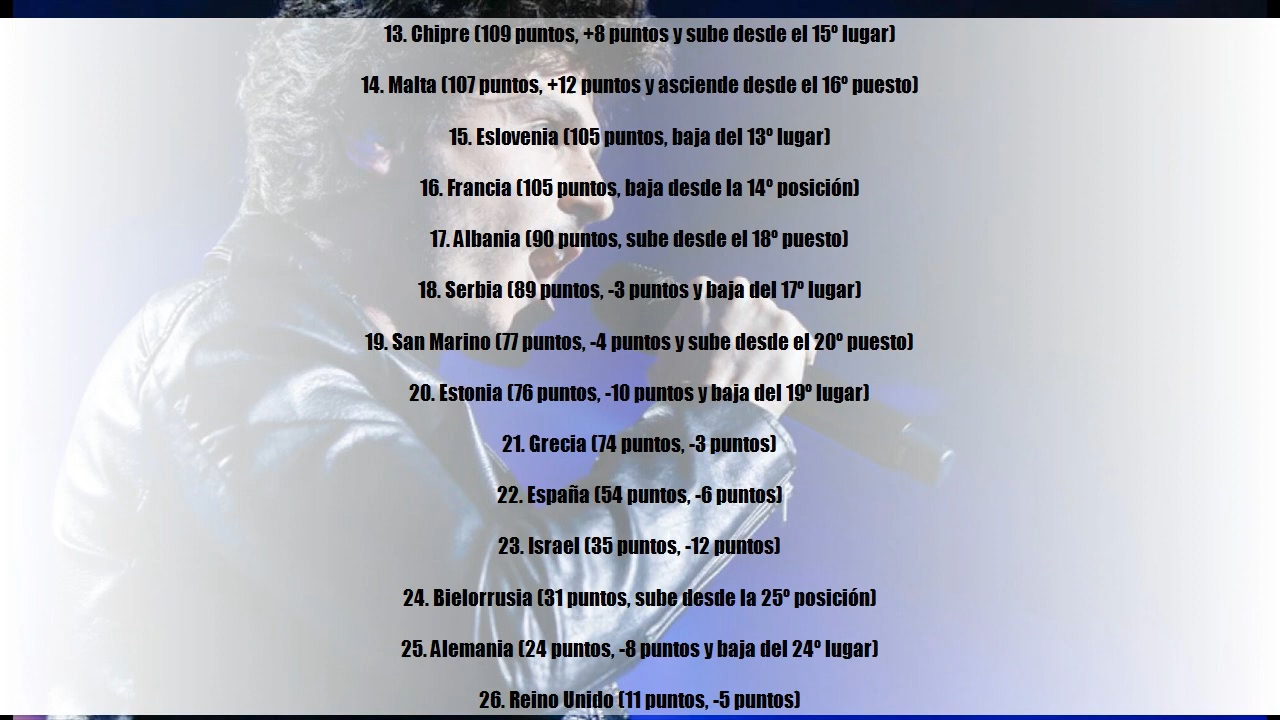 13. Chipre (109 puntos, +8 puntos y sube desde el 15º lugar)
14. Malta (107 puntos, +12 puntos y asciende desde el 16º puesto)
15. Eslovenia (105 puntos, baja del 13º lugar)
16. Francia (105 puntos, baja desde la 14º posición)
17. Albania (90 puntos, sube desde el 18º puesto)
18. Serbia (89 puntos, -3 puntos y baja del 17º lugar)
19. San Marino (77 puntos, -4 puntos y sube desde el 20º puesto)
20. Estonia (76 puntos, -10 puntos y baja del 19º lugar)
21. Grecia (74 puntos, -3 puntos)
22. España (54 puntos, -6 puntos)
23. Israel (35 puntos, -12 puntos)
24. Bielorrusia (31 puntos, sube desde la 25º posición)
25. Alemania (24 puntos, -8 puntos y baja del 24º lugar)
26. Reino Unido (11 puntos, -5 puntos)